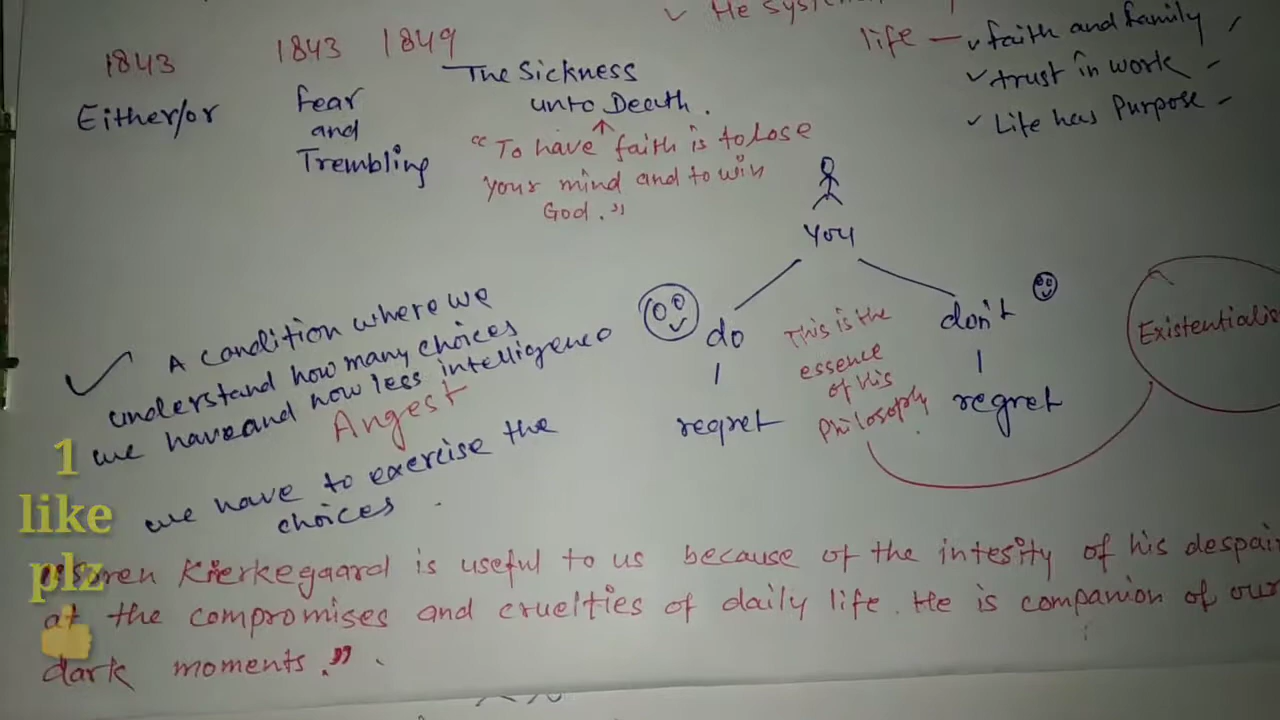 ✓ He
life — ✓ faith and family
✓ trust in work
✓ Life has Purpose
1843
Either/or
1843
Fear
and
Trembling
1849
The Sickness
unto Death.
"To have faith is to Lose
your mind and to win
God."
You
do
regret
don't
regret
This is the
essence
of His
Philosophy
✓ A condition where we
understand how many choices
we have and how less intelligence
Angest
we have to exercise the
choices.
Soren Kierkegaard is useful to us because of the intesity of his despai
at the compromises and cruelties of daily life. He is companion of our
dark moments."
Existentialis
1
like
plz